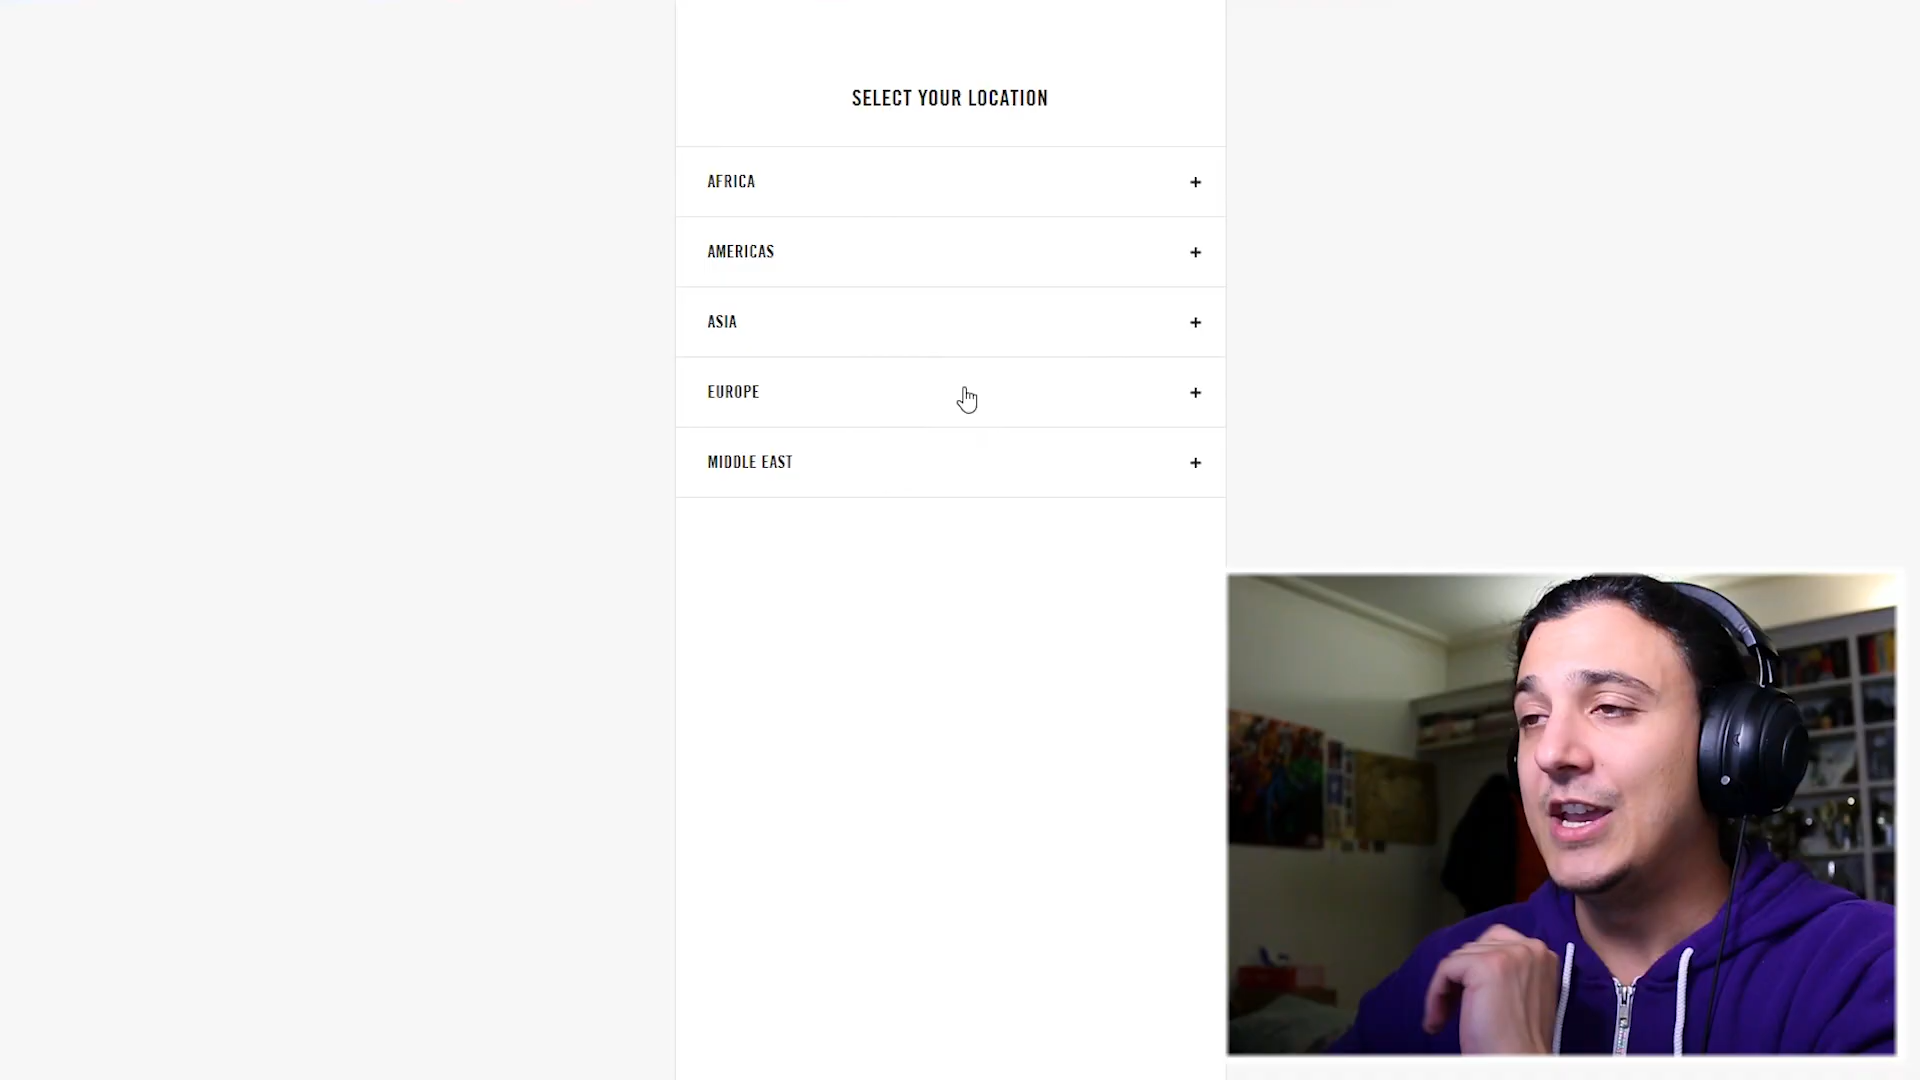 SELECT YOUR LOCATION
AFRICA
AMERICAS
ASIA
EUROPE
MIDDLE EAST